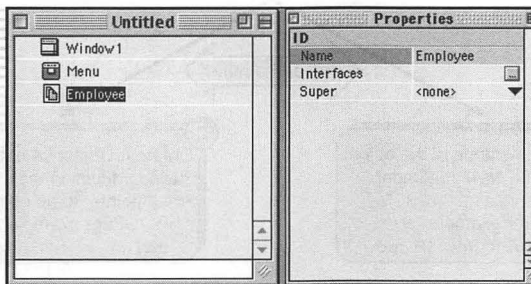 Untitled
Window1
Menu
Employee
Properties
ID
Name Employee
Interfaces ...
Super <none>